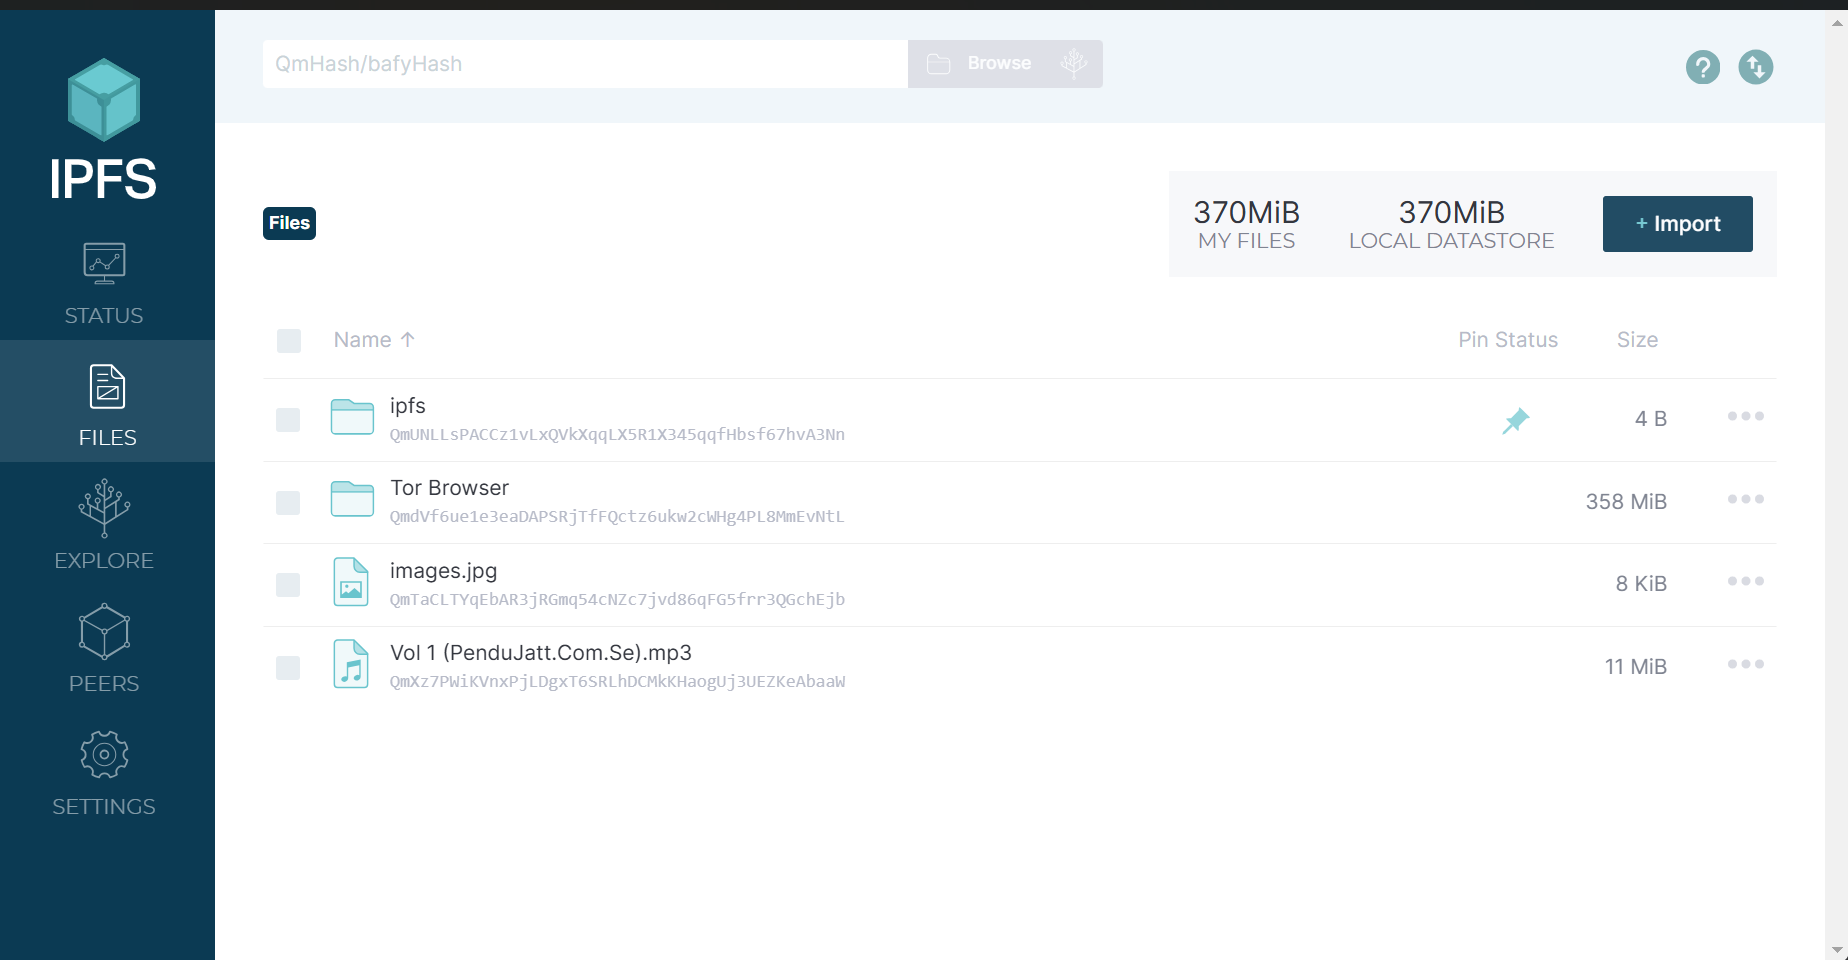 QmHash/bafyHash
Browse
IPFS
STATUS
FILES
EXPLORE
PEERS
SETTINGS
Files
370MiB
MY FILES
370MiB
LOCAL DATASTORE
+ Import
Name ↑ Pin Status Size
ipfs
QmUNLLsPACCz1vLxQVkXqqLX5R1X345qqfHbsf67hvA3Nn
4 B
Tor Browser
QmdVf6ue1e3eaDAPSRjTfFQctz6ukw2cWHg4PL8MmEvNtL
358 MiB
images.jpg
QmTaCLTYqEbAR3jRGmq54cNZc7jvd86qFG5frr3QGchEjb
8 KiB
Vol 1 (PenduJatt.Com.Se).mp3
QmXz7PWiKVnxPjLDgxT6SRLhDCMkKHaogUj3UEZKeAbaaW
11 MiB